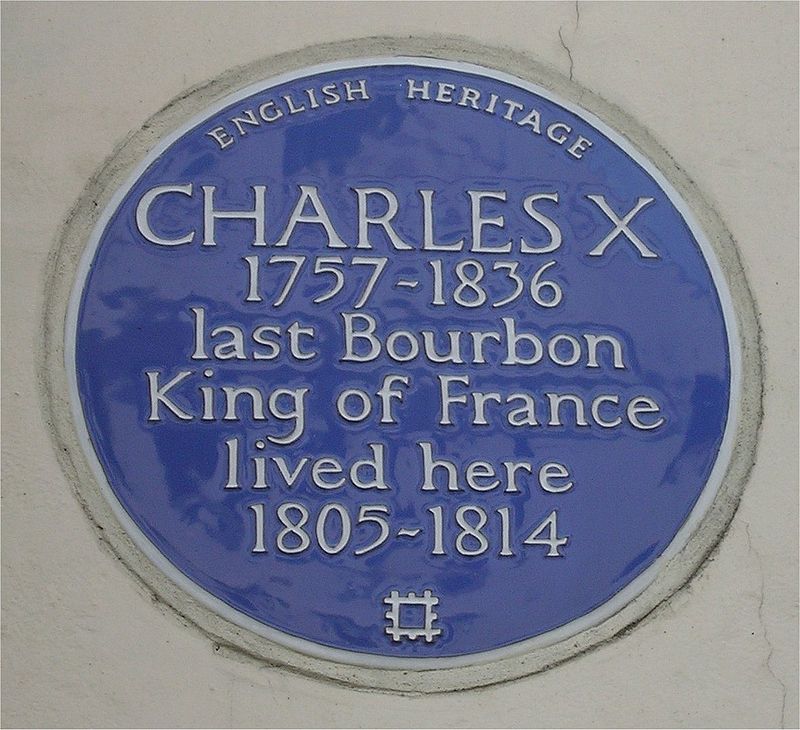 ENGLISH HERITAGE
CHARLES X
1757-1836
last Bourbon
King of France
lived here
1805-1814